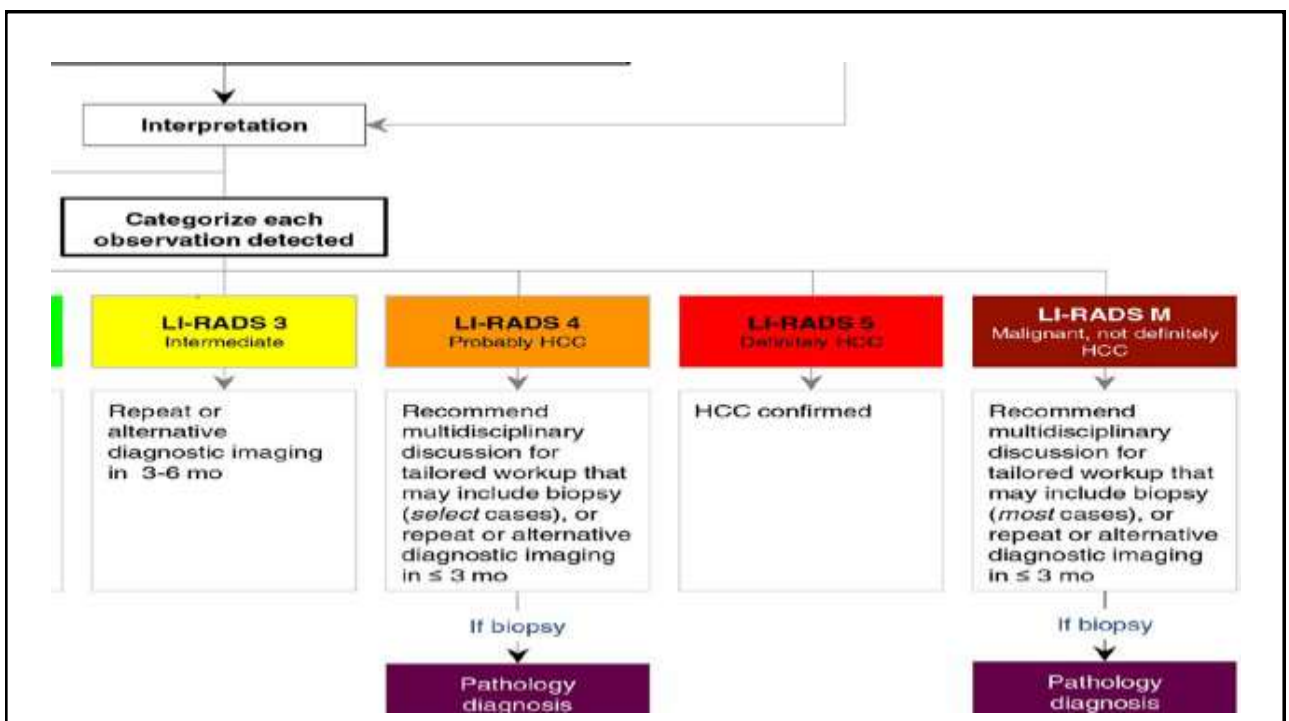 Interpretation
Categorize each
observation detected
LI-RADS 3
Intermediate
LI-RADS 4
Probably HCC
LI-RADS 5
Definitely HCC
LI-RADS M
Malignant, not definitely
HCC
Repeat or
alternative
diagnostic imaging
in 3-6 mo
Recommend
multidisciplinary
discussion for
tailored workup that
may include biopsy
(select cases), or
repeat or alternative
diagnostic imaging
in ≤ 3 mo
HCC confirmed
Recommend
multidisciplinary
discussion for
tailored workup that
may include biopsy
(most cases), or
repeat or alternative
diagnostic imaging
in ≤ 3 mo
If biopsy
If biopsy
Pathology
diagnosis
Pathology
diagnosis